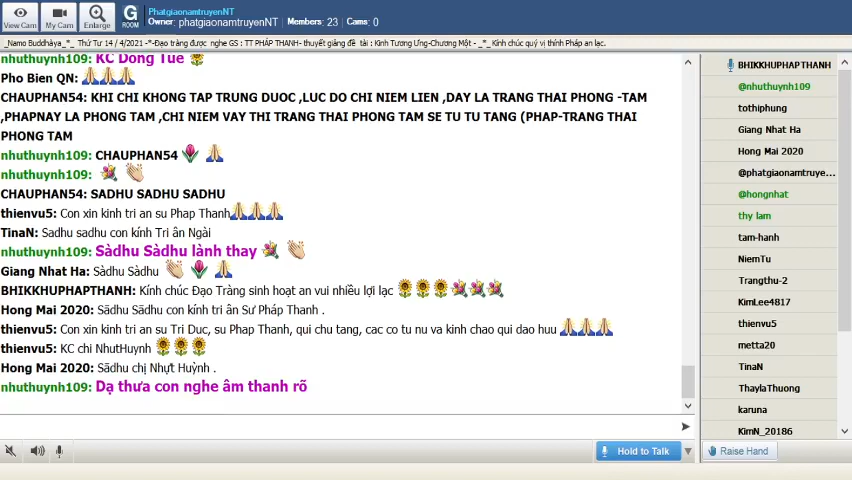 View Cam
My Cam
Enlarge
G
ROOM
PhatgiaonamtruyenNT
Owner: phatgiaonamtruyenNT Members: 23 Cams: 0
_Namo Buddhàya_*_ Thứ Tư 14 / 4/2021 -*-Đạo tràng được nghe GS : TT PHÁP THANH- thuyết giảng đề tài : Kinh Tương Ưng-Chương Một - _*_ Kính chúc quý vị thính Pháp an lạc.
nhuthuynh109: KC Dong Tue
Pho Bien QN:
CHAUPHAN54: KHI CHI KHONG TAP TRUNG DUOC ,LUC DO CHI NIEM LIEN ,DAY LA TRANG THAI PHONG -TAM
,PHAPNAY LA PHONG TAM ,CHI NIEM VAY THI TRANG THAI PHONG TAM SE TU TU TANG (PHAP-TRANG THAI
PHONG TAM
nhuthuynh109: CHAUPHAN54
nhuthuynh109:
CHAUPHAN54: SADHU SADHU SADHU
thienvu5: Con xin kinh tri an su Phap Thanh
TinaN: Sadhu sadhu con kính Tri ân Ngài
nhuthuynh109: Sàdhu Sàdhu lành thay
Giang Nhat Ha: Sàdhu Sàdhu
BHIKKHUPHAPTHANH: Kính chúc Đạo Tràng sinh hoạt an vui nhiều lợi lạc
Hong Mai 2020: Sādhu Sādhu con kính tri ân Sư Pháp Thanh .
thienvu5: Con xin kinh tri an su Tri Duc, su Phap Thanh, qui chu tang, cac co tu nu va kinh chao qui dao huu
thienvu5: KC chi NhutHuynh
Hong Mai 2020: Sādhu chị Nhựt Huỳnh .
nhuthuynh109: Dạ thưa con nghe âm thanh rõ
Hold to Talk
BHIKKHUPHAPTHANH
@nhuthuynh109
tothiphung
Giang Nhat Ha
Hong Mai 2020
@phatgiaonamtruye...
@hongnhat
thy lam
tam-hanh
NiemTu
Trangthu-2
KimLee4817
thienvu5
metta20
TinaN
ThaylaThuong
karuna
KimN_20186
Raise Hand